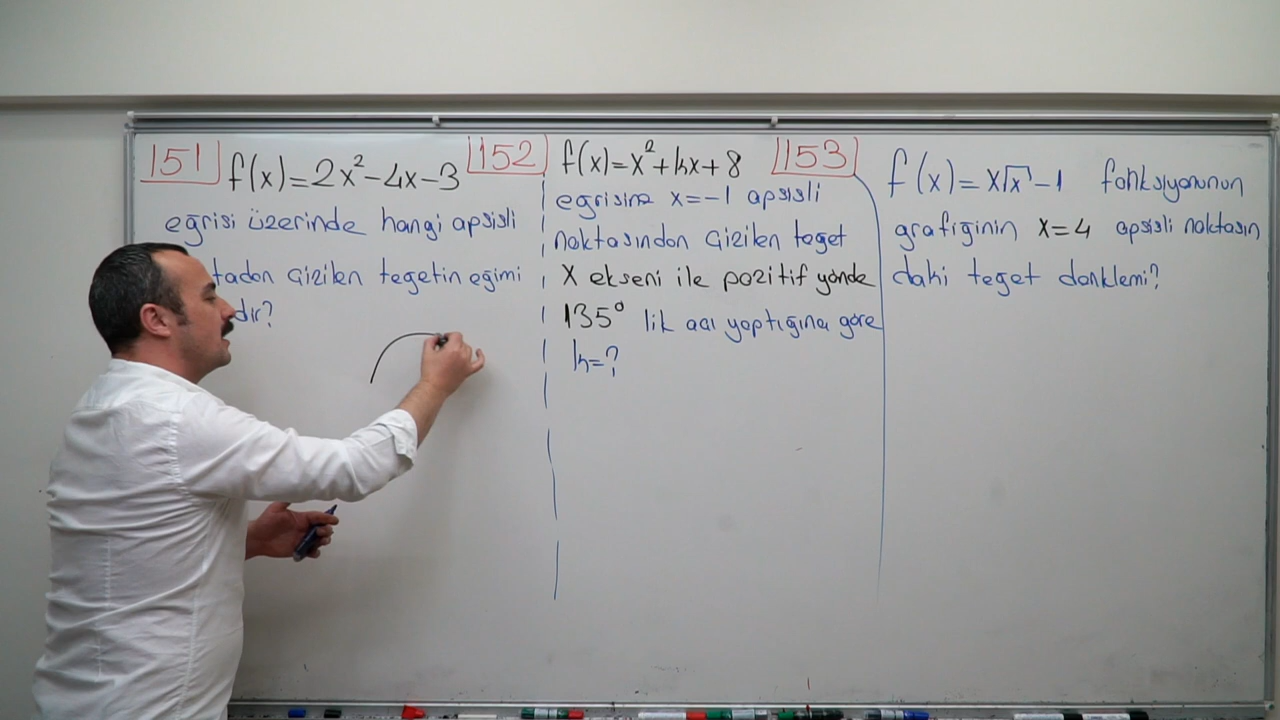 151 f(x)=2x²-4x-3
eğrisi üzerinde hangi apsisli
tadan çizilen teğetin eğimi
dır?
152 f(x)=x²+kx+8
eğrisine x=-1 apsisli
noktasından çizilen teğet
X ekseni ile pozitif yönde
135° lik açı yaptığına göre
k=?
153 f(x)=x√x-1 fonksiyonunun
grafiğinin x=4 apsisli noktasın
daki teğet denklemi?